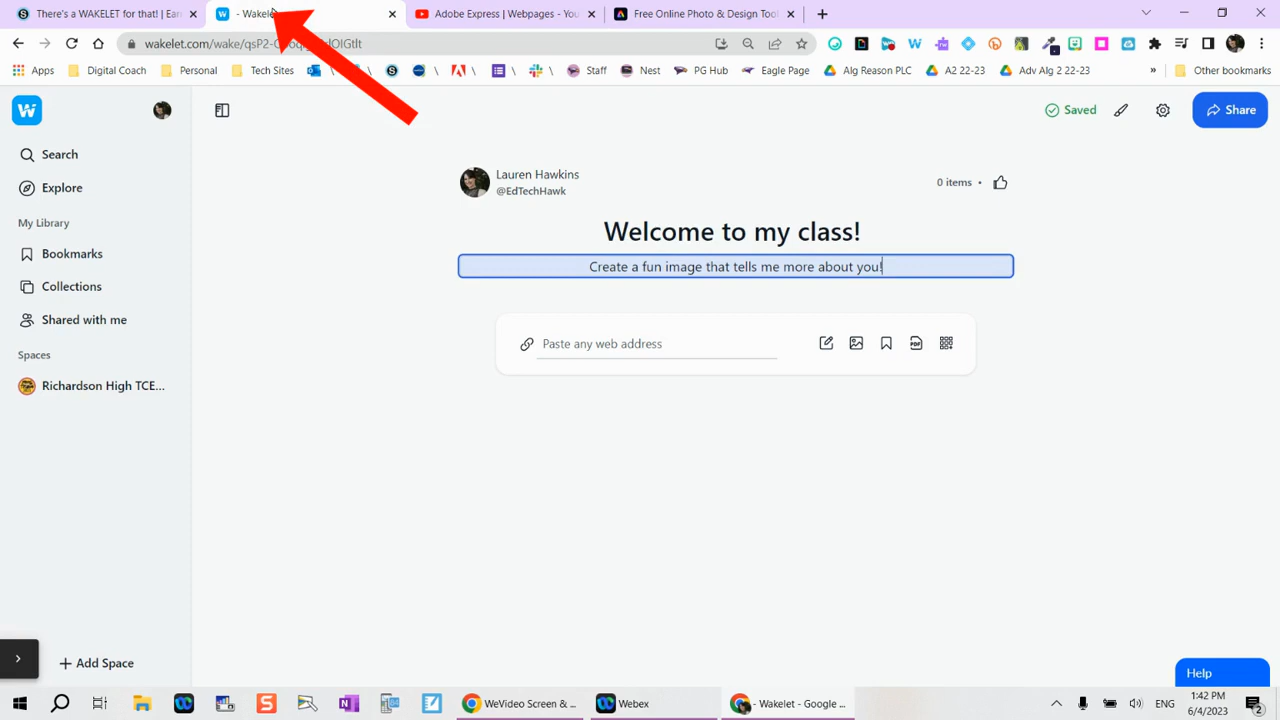 There's a WAKELET for that! | Ear
- Wakele
Adobe Express | Webpages - You
Free Online Photo & Design Tool
wakelet.com/wake/qsP2-
Apps
Digital Coach
Personal
Tech Sites
\
\
\
\
\
Staff
Nest
PG Hub
Eagle Page
Alg Reason PLC
A2 22-23
Adv Alg 2 22-23
»
Other bookmarks
W
Saved
Share
Search
Explore
My Library
Bookmarks
Collections
Shared with me
Spaces
Richardson High TCE...
Add Space
Lauren Hawkins
@EdTechHawk
0 items •
Welcome to my class!
Create a fun image that tells me more about you!
Paste any web address
PDF
Help
WeVideo Screen & ...
Webex
- Wakelet - Google ...
ENG
1:42 PM
6/4/2023
2